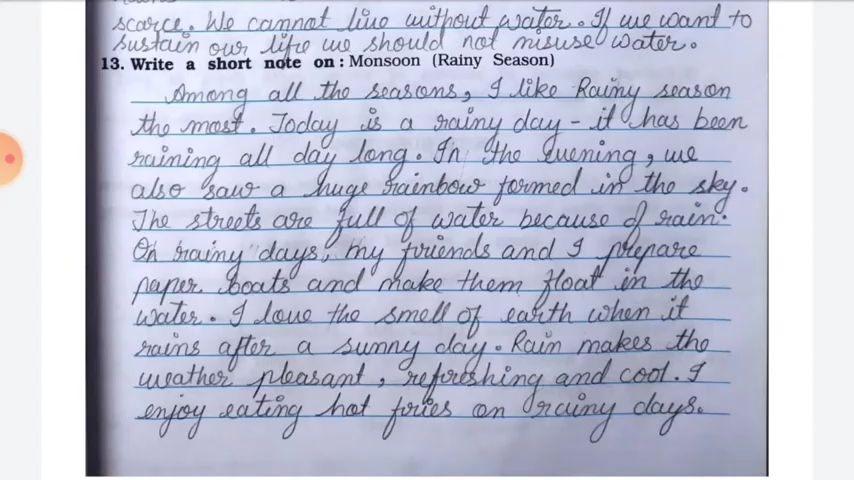 scarce. We cannot live without water. If we want to
sustain our life we should not misuse water.
13. Write a short note on : Monsoon (Rainy Season)
Among all the seasons, I like Rainy season
the most. Today is a rainy day - it has been
raining all day long. In the evening, we
also saw a huge rainbow formed in the sky.
The streets are full of water because of rain.
On rainy days, my friends and I prepare
paper boats and make them float in the
water. I love the smell of earth when it
rains after a sunny day. Rain makes the
weather pleasant, refreshing and cool. I
enjoy eating hot fries on rainy days.